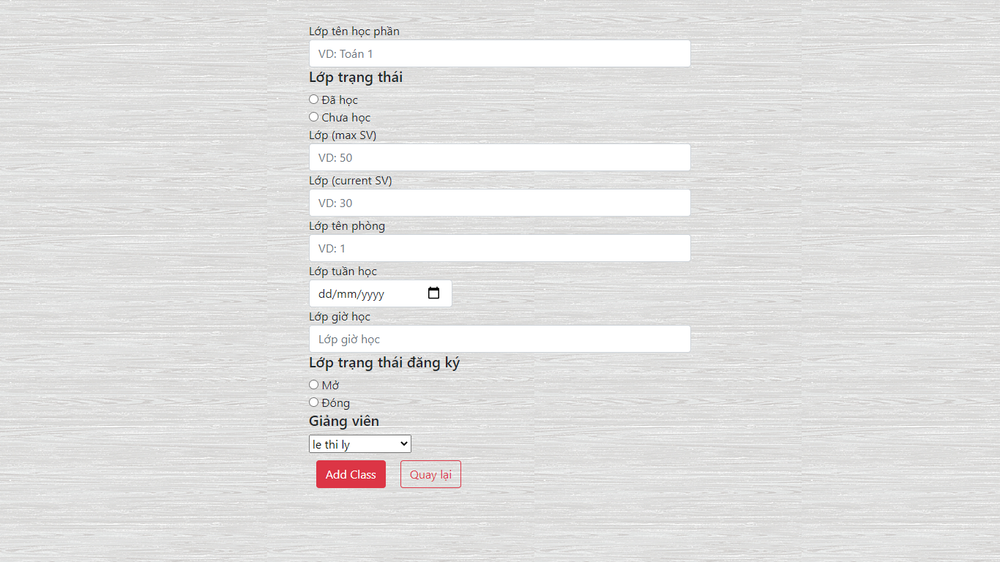 Lớp tên học phần
VD: Toán 1
Lớp trạng thái
Đã học
Chưa học
Lớp (max SV)
VD: 50
Lớp (current SV)
VD: 30
Lớp tên phòng
VD: 1
Lớp tuần học
dd/mm/yyyy
Lớp giờ học
Lớp giờ học
Lớp trạng thái đăng ký
Mở
Đóng
Giảng viên
le thi ly
Add Class Quay lại